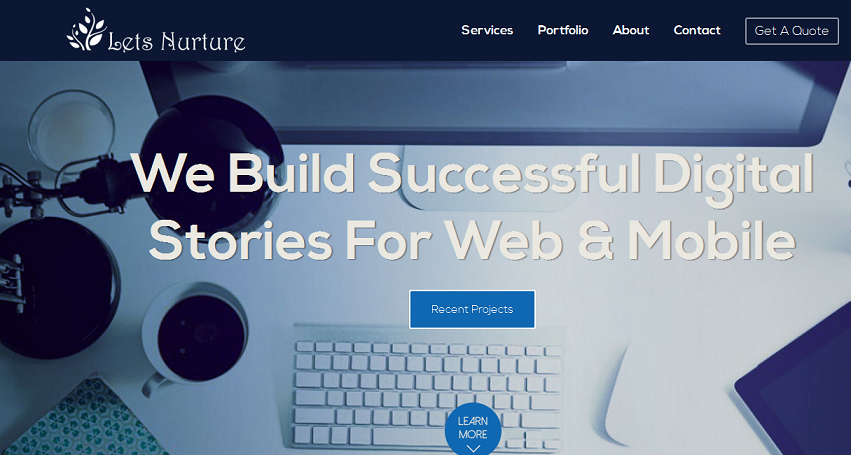 Lets Nurture
Services Portfolio About Contact Get A Quote
We Build Successful Digital
Stories For Web & Mobile
Recent Projects
LEARN
MORE